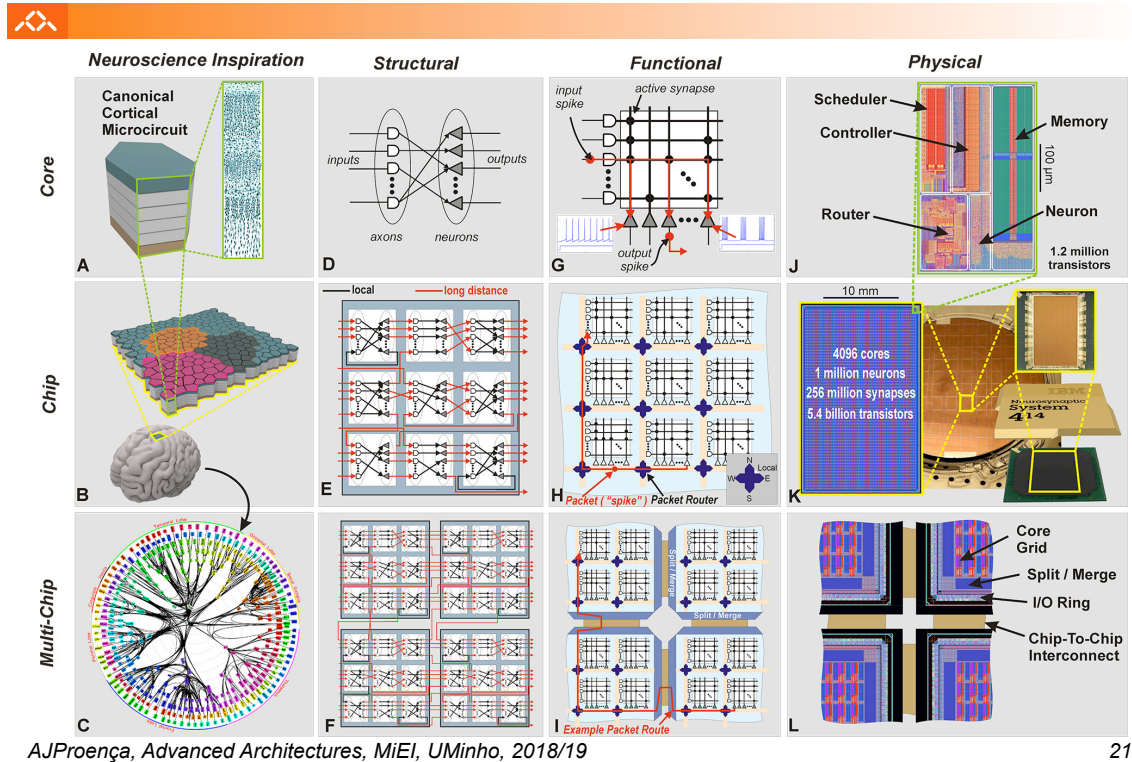 Neuroscience Inspiration
Structural
Functional
Physical
Core
Canonical
Cortical
Microcircuit
A
inputs
outputs
axons
neurons
D
input
spike
active synapse
output
spike
G
Scheduler
Controller
Router
Memory
Neuron
100 µm
1.2 million
transistors
J
Chip
B
local
long distance
E
N
Local
W
E
S
Packet ( “spike” )
Packet Router
H
10 mm
4096 cores
1 million neurons
256 million synapses
5.4 billion transistors
IBM
Neurosynaptic
System
414
K
Multi-Chip
Temporal Lobe
C
F
Split / Merge
Split / Merge
Example Packet Route
I
Core
Grid
Split / Merge
I/O Ring
Chip-To-Chip
Interconnect
L
AJProença, Advanced Architectures, MiEI, UMinho, 2018/19
21